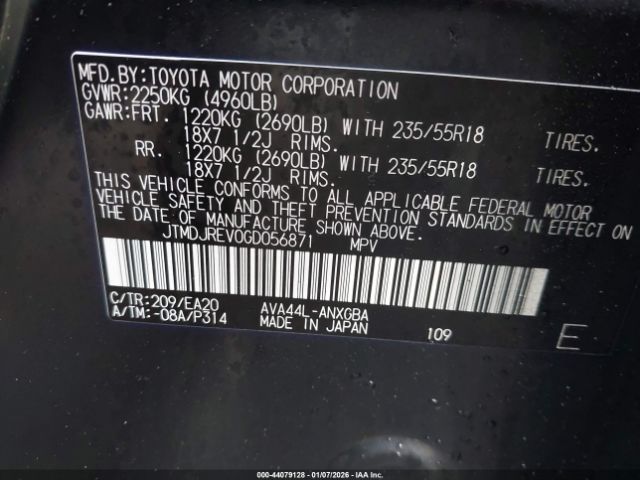 MFD.BY:TOYOTA MOTOR CORPORATION
GVWR:2250KG (4960LB)
GAWR:FRT. 1220KG (2690LB) WITH 235/55R18 TIRES.
18X7 1/2J RIMS.
RR. 1220KG (2690LB) WITH 235/55R18 TIRES.
18X7 1/2J RIMS.
THIS VEHICLE CONFORMS TO ALL APPLICABLE FEDERAL MOTOR
VEHICLE SAFETY AND THEFT PREVENTION STANDARDS IN EFFECT ON
THE DATE OF MANUFACTURE SHOWN ABOVE.
JTMDJREV0GD056871 MPV
C/TR:209/EA20 AVA44L-ANXGBA
A/TM:-08A/P314 MADE IN JAPAN 109 E
000-44079128 - 01/07/2026 - IAA Inc.